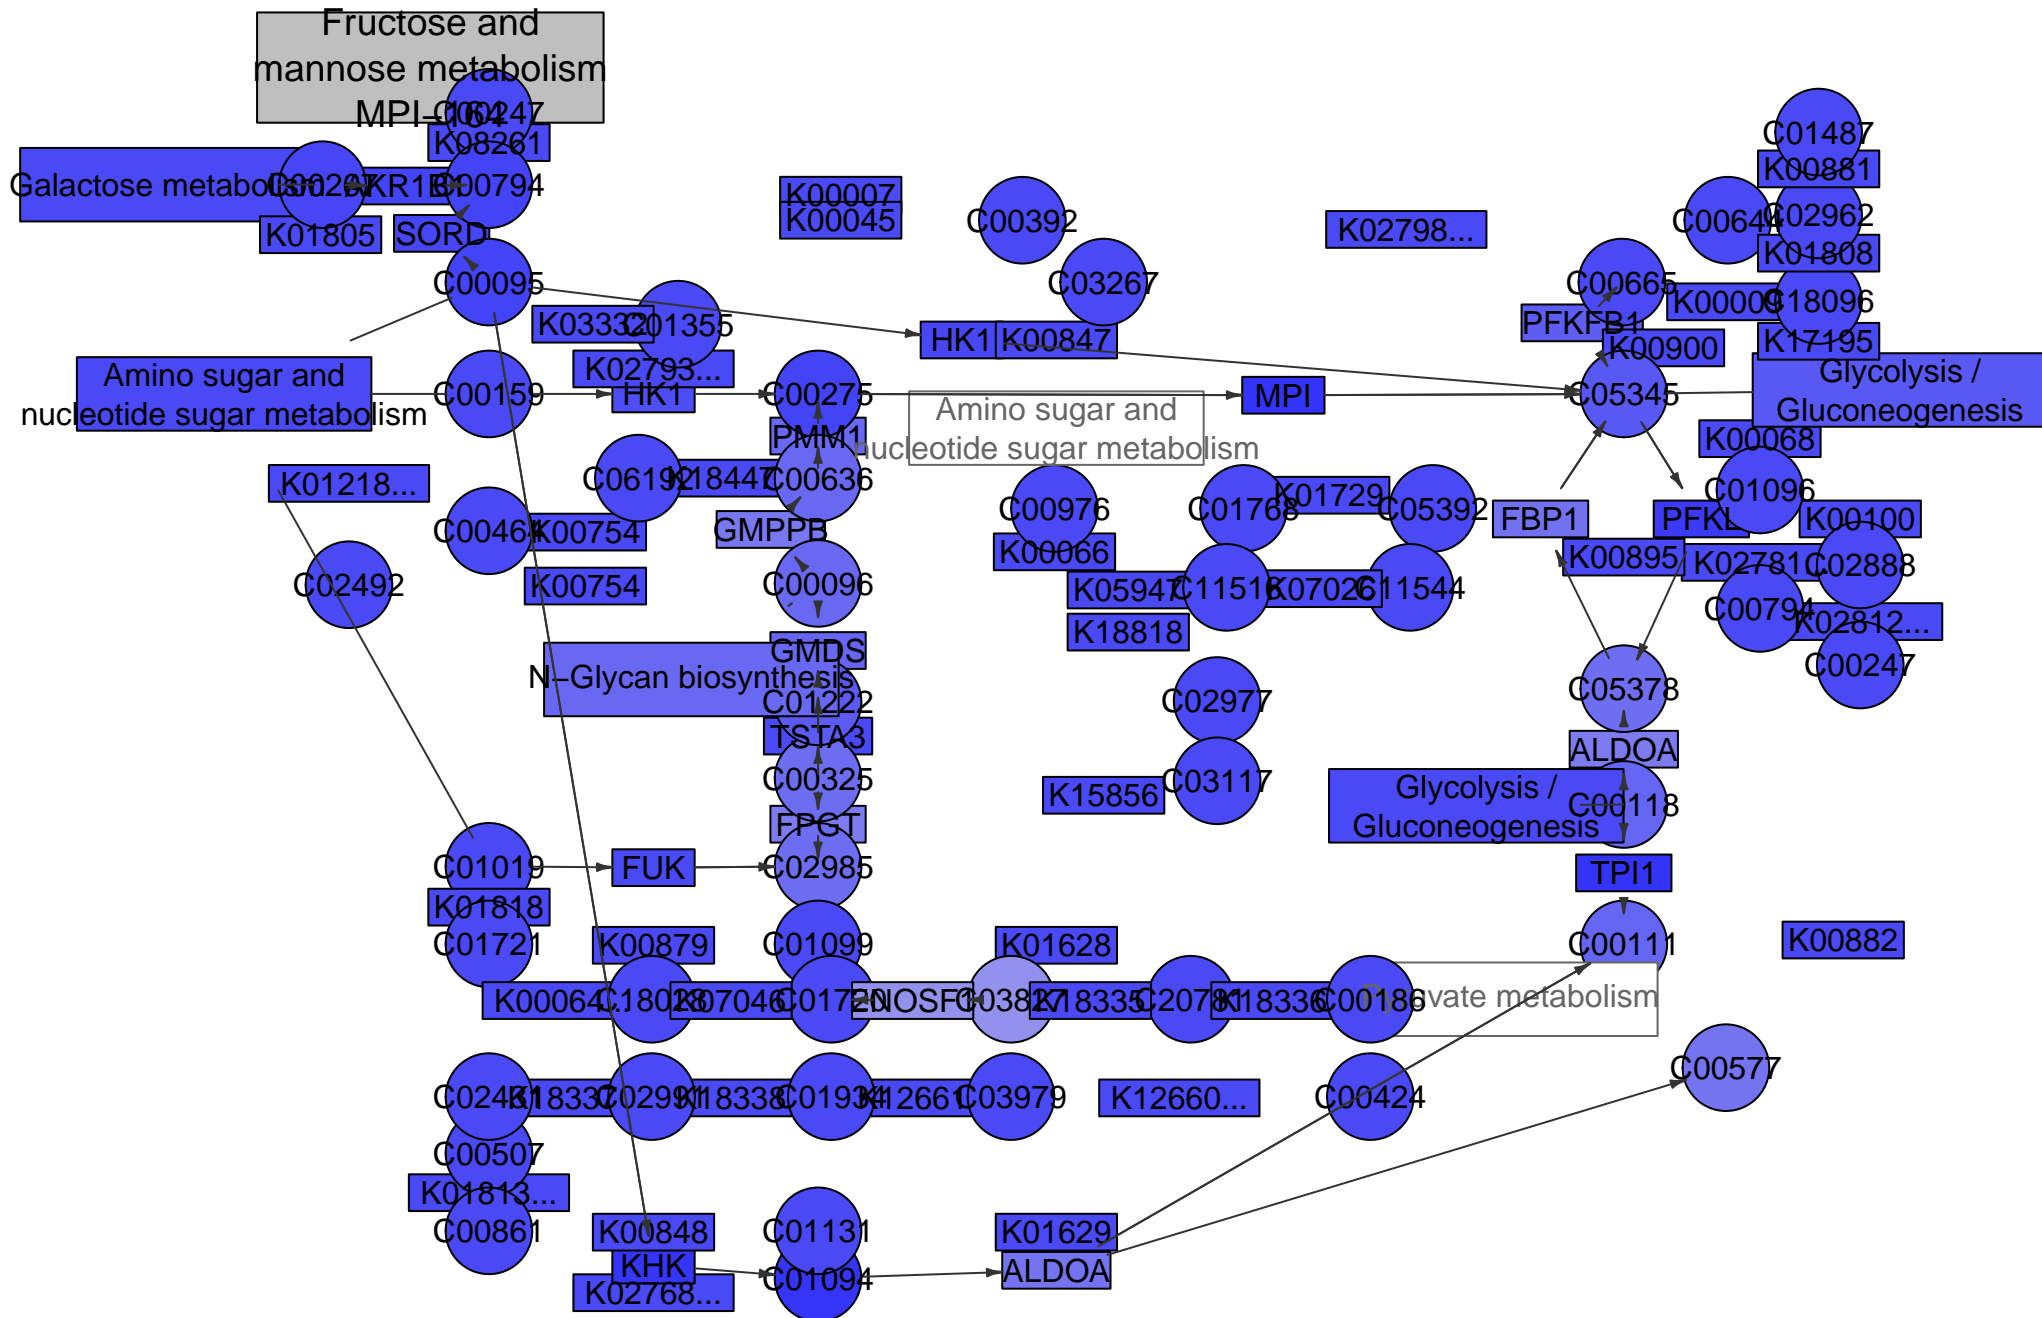 Fructose and
mannose metabolism
MPI−164
C00247
K08261
C01487
K00881
Galactose metabolism
C00267
AKR1B1
C00794
K00007
K00045
C00392
C00644
C02962
K01805
SORD
K02798...
K01808
C00095
C03267
C00665
K00009
C18096
K03332
C01355
PFKFB1
HK1
K00847
K00900
K17195
K02793...
Amino sugar and
nucleotide sugar metabolism
C00159
HK1
C00275
MPI
C05345
Glycolysis /
Gluconeogenesis
Amino sugar and
nucleotide sugar metabolism
PMM1
K00068
K01218...
C06192
K18447
C00636
K01729
C01096
C00976
C01768
C05392
FBP1
PFKL
K00100
C00464
K00754
GMPPB
K00066
K00895
K02781
C02888
C02492
K00754
C00096
K05947
C11516
K07026
C11544
C00794
K02812...
K18818
GMDS
C00247
N−Glycan biosynthesis
C01222
C02977
C05378
TSTA3
ALDOA
C00325
K15856
C03117
Glycolysis /
Gluconeogenesis
C00118
FPGT
C01019
FUK
C02985
TPI1
K01818
C01721
K00879
C01099
K01628
C00111
K00882
K00064...
C18028
K07046
C01720
ENOSF1
C03827
K18335
C20781
K18336
C00186
Pyruvate metabolism
C00577
C02431
K18337
C02991
K18338
C01934
K12661
C03979
K12660...
C00424
C00507
K01813...
C00861
K00848
C01131
K01629
KHK
C01094
ALDOA
K02768...